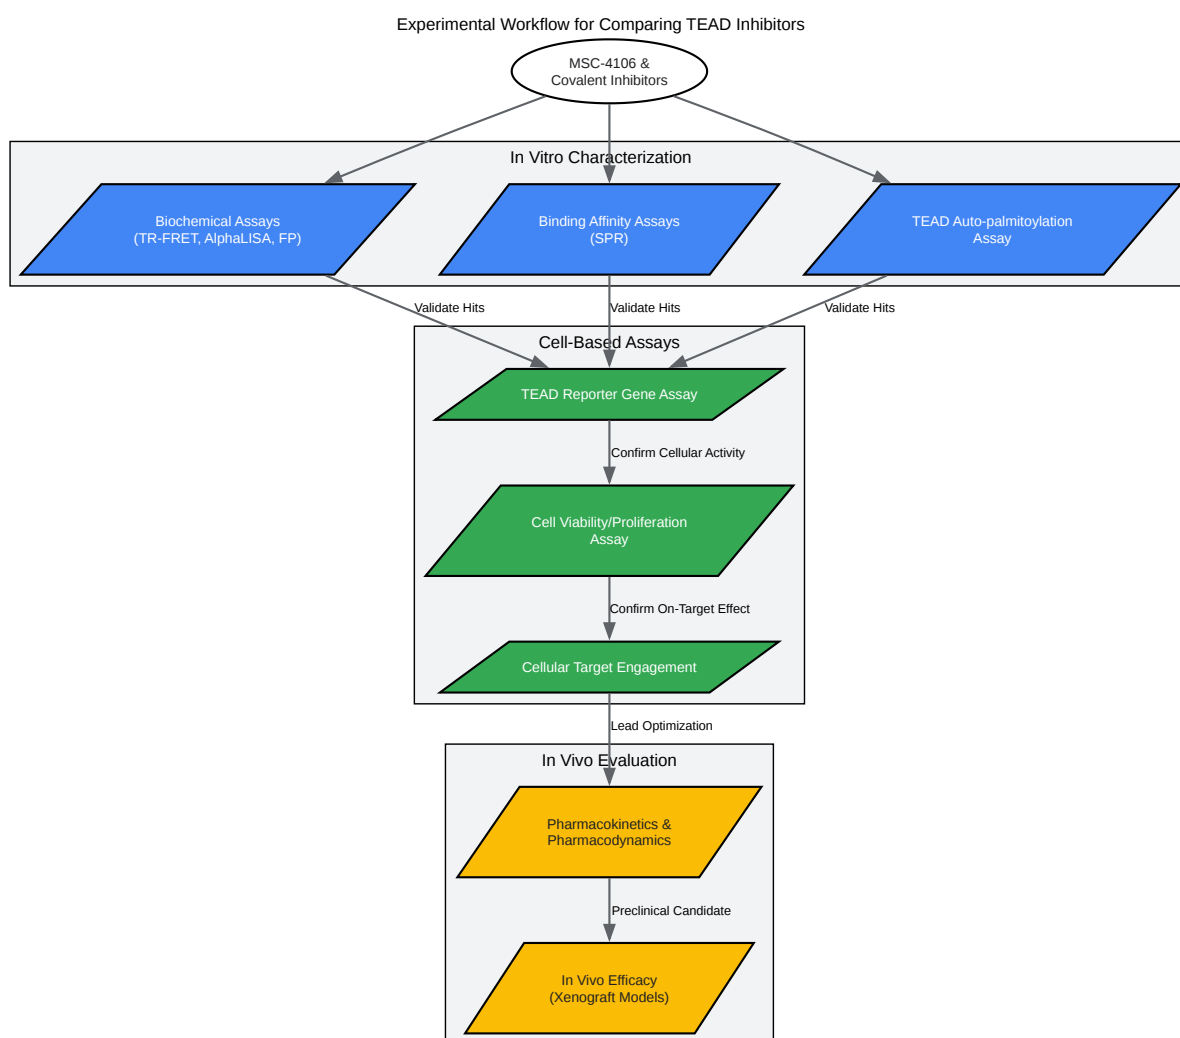 Experimental Workflow for Comparing TEAD Inhibitors
MSC-4106 &
Covalent Inhibitors
In Vitro Characterization
Biochemical Assays
(TR-FRET, AlphaLISA, FP)
Binding Affinity Assays
(SPR)
TEAD Auto-palmitoylation
Assay
Validate Hits
Validate Hits
Validate Hits
Cell-Based Assays
TEAD Reporter Gene Assay
Confirm Cellular Activity
Cell Viability/Proliferation
Assay
Confirm On-Target Effect
Cellular Target Engagement
Lead Optimization
In Vivo Evaluation
Pharmacokinetics &
Pharmacodynamics
Preclinical Candidate
In Vivo Efficacy
(Xenograft Models)